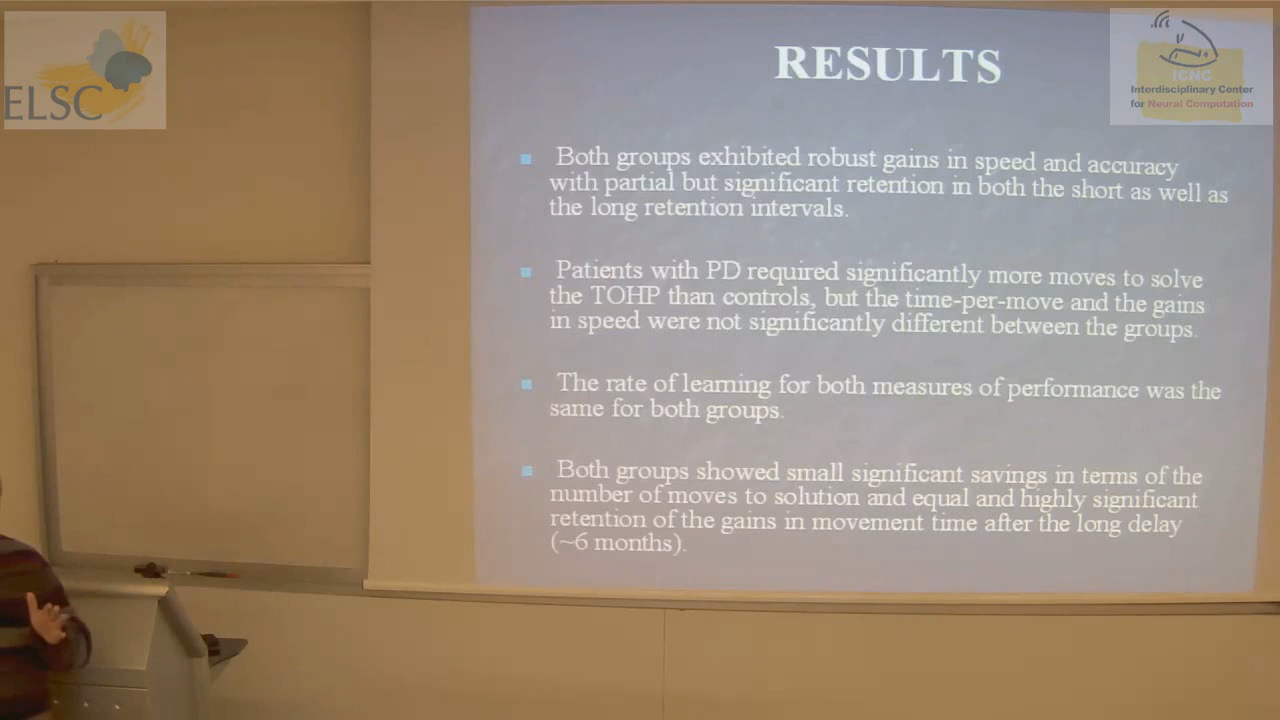 ELSC
ICNC
Interdisciplinary Center
for Neural Computation
RESULTS
Both groups exhibited robust gains in speed and accuracy
with partial but significant retention in both the short as well as
the long retention intervals.
Patients with PD required significantly more moves to solve
the TOHP than controls, but the time-per-move and the gains
in speed were not significantly different between the groups.
The rate of learning for both measures of performance was the
same for both groups.
Both groups showed small significant savings in terms of the
number of moves to solution and equal and highly significant
retention of the gains in movement time after the long delay
(~6 months).